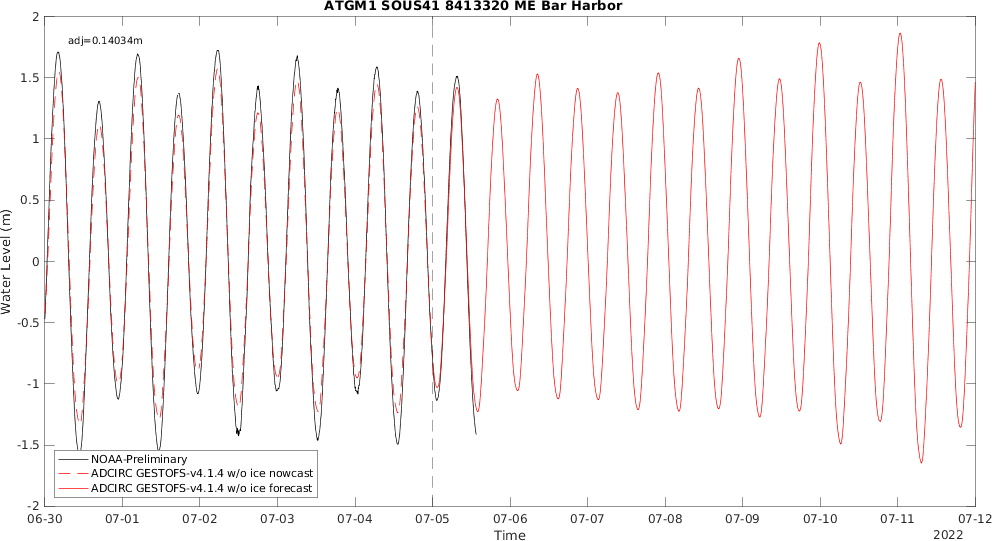 ATGM1 SOUS41 8413320 ME Bar Harbor
adj=0.14034m
2
1.5
1
0.5
0
-0.5
-1
-1.5
-2
Water Level (m)
NOAA-Preliminary
ADCIRC GESTOFS-v4.1.4 w/o ice nowcast
ADCIRC GESTOFS-v4.1.4 w/o ice forecast
06-30 07-01 07-02 07-03 07-04 07-05 07-06 07-07 07-08 07-09 07-10 07-11 07-12
Time
2022